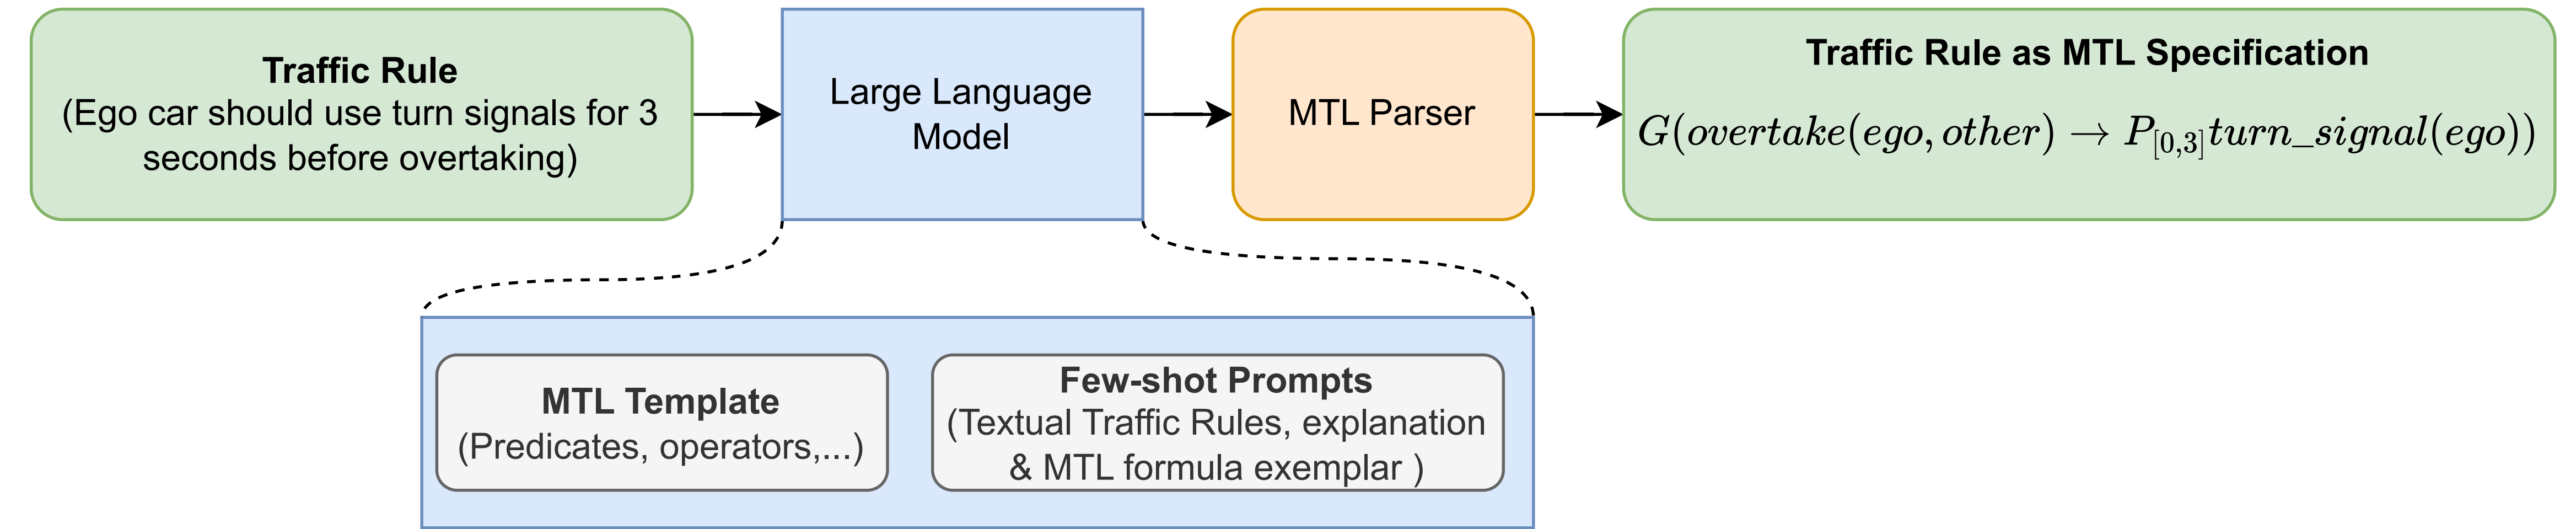 Traffic Rule
(Ego car should use turn signals for 3
seconds before overtaking)
Large Language
Model
MTL Parser
Traffic Rule as MTL Specification
G(overtake(ego, other) → P[0,3]turn_signal(ego))
MTL Template
(Predicates, operators,...)
Few-shot Prompts
(Textual Traffic Rules, explanation
& MTL formula exemplar )